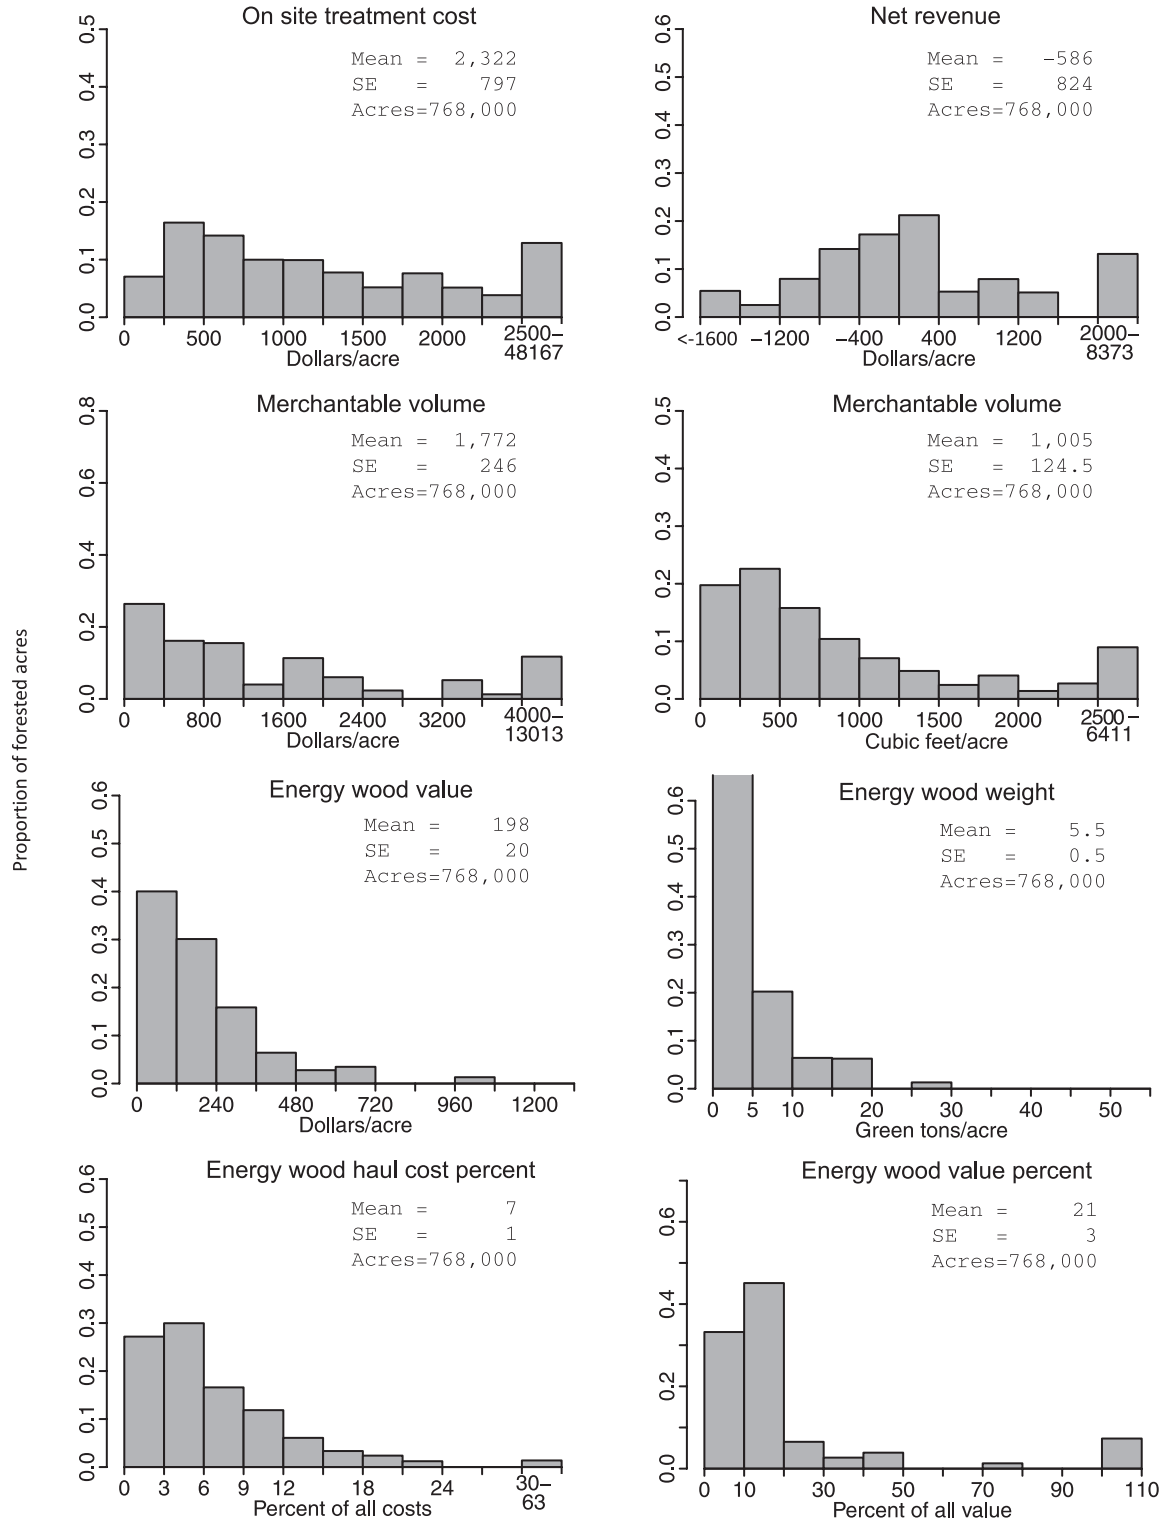 Proportion of forested acres
On site treatment cost
Mean = 2,322
SE = 797
Acres=768,000
0.5
0.4
0.3
0.2
0.1
0.0
0 500 1000 1500 2000 2500–
48167
Dollars/acre
Net revenue
Mean = −586
SE = 824
Acres=768,000
0.6
0.5
0.4
0.3
0.2
0.1
0.0
<-1600 −1200 −400 400 1200 2000–
8373
Dollars/acre
Merchantable volume
Mean = 1,772
SE = 246
Acres=768,000
0.8
0.6
0.4
0.2
0.0
0 800 1600 2400 3200 4000–
13013
Dollars/acre
Merchantable volume
Mean = 1,005
SE = 124.5
Acres=768,000
0.5
0.4
0.3
0.2
0.1
0.0
0 500 1000 1500 2000 2500–
6411
Cubic feet/acre
Energy wood value
Mean = 198
SE = 20
Acres=768,000
0.6
0.5
0.4
0.3
0.2
0.1
0.0
0 240 480 720 960 1200
Dollars/acre
Energy wood weight
Mean = 5.5
SE = 0.5
Acres=768,000
0.6
0.5
0.4
0.3
0.2
0.1
0.0
0 5 10 20 30 40 50
Green tons/acre
Energy wood haul cost percent
Mean = 7
SE = 1
Acres=768,000
0.6
0.5
0.4
0.3
0.2
0.1
0.0
0 3 6 9 12 18 24 30–
63
Percent of all costs
Energy wood value percent
Mean = 21
SE = 3
Acres=768,000
0.6
0.4
0.2
0.0
0 10 30 50 70 90 110
Percent of all value